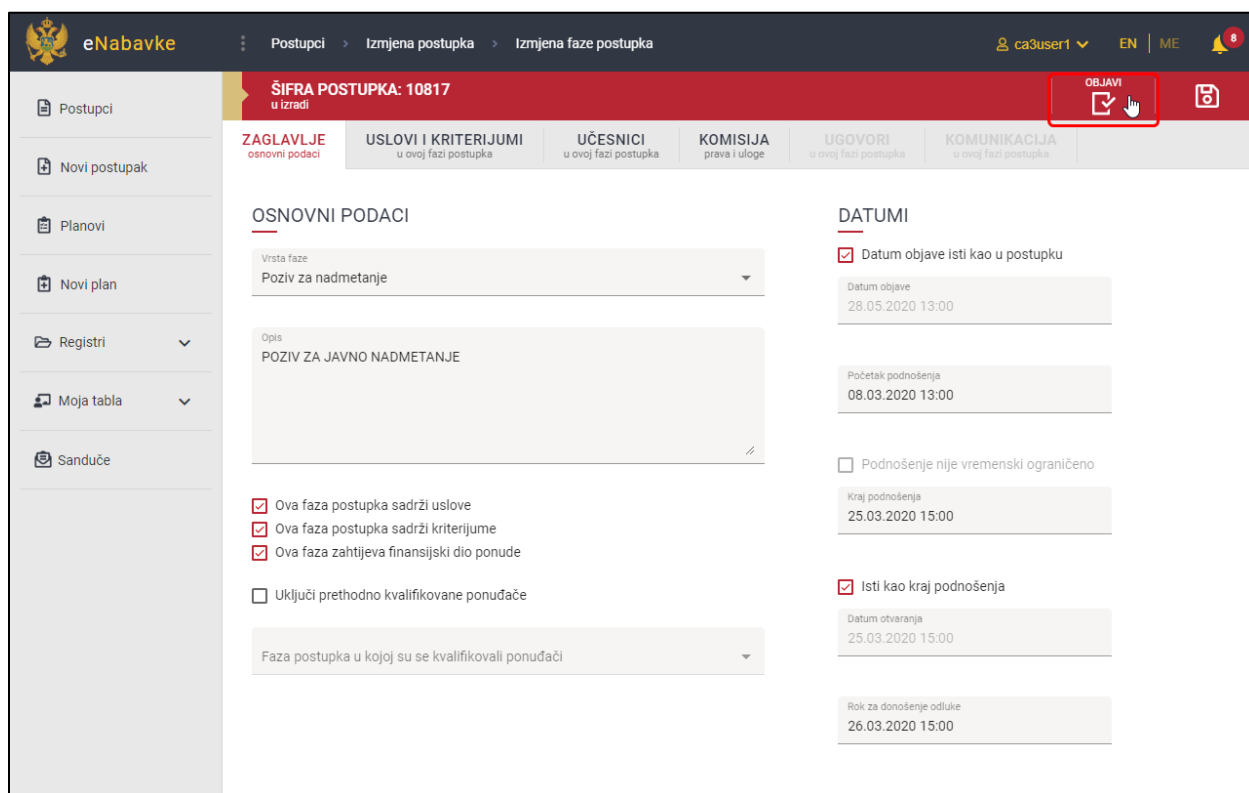 eNabavke
Postupci > Izmjena postupka > Izmjena faze postupka
ca3user1
EN | ME
8
Postupci
Novi postupak
Planovi
Novi plan
Registri
Moja tabla
Sanduče
ŠIFRA POSTUPKA: 10817
u izradi
OBJAVI
ZAGLAVLJE
osnovni podaci
USLOVI I KRITERIJUMI
u ovoj fazi postupka
UČESNICI
u ovoj fazi postupka
KOMISIJA
prava i uloge
UGOVORI
u ovoj fazi postupka
KOMUNIKACIJA
u ovoj fazi postupka
OSNOVNI PODACI
Vrsta faze
Poziv za nadmetanje
Opis
POZIV ZA JAVNO NADMETANJE
Ova faza postupka sadrži uslove
Ova faza postupka sadrži kriterijume
Ova faza zahtijeva finansijski dio ponude
Uključi prethodno kvalifikovane ponuđače
Faza postupka u kojoj su se kvalifikovali ponuđači
DATUMI
Datum objave isti kao u postupku
Datum objave
28.05.2020 13:00
Početak podnošenja
08.03.2020 13:00
Podnošenje nije vremenski ograničeno
Kraj podnošenja
25.03.2020 15:00
Isti kao kraj podnošenja
Datum otvaranja
25.03.2020 15:00
Rok za donošenje odluke
26.03.2020 15:00